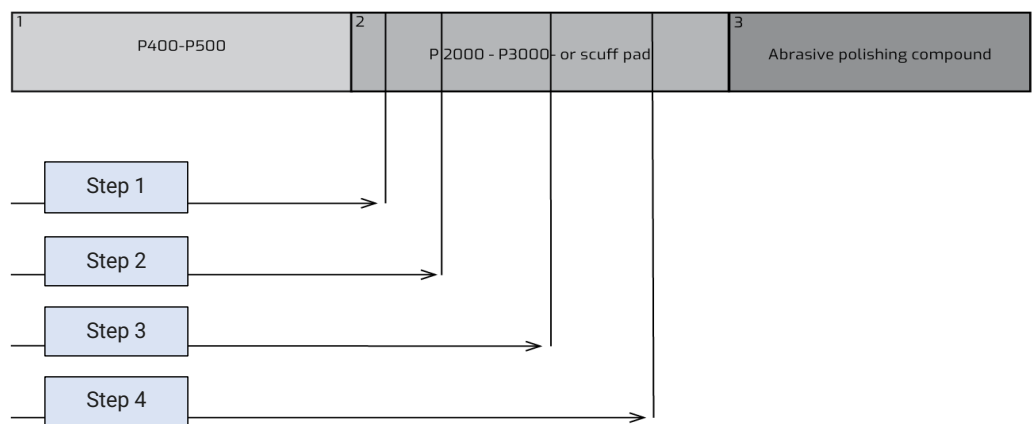 1
P400-P500
2
P 2000 - P3000- or scuff pad
3
Abrasive polishing compound
Step 1
Step 2
Step 3
Step 4